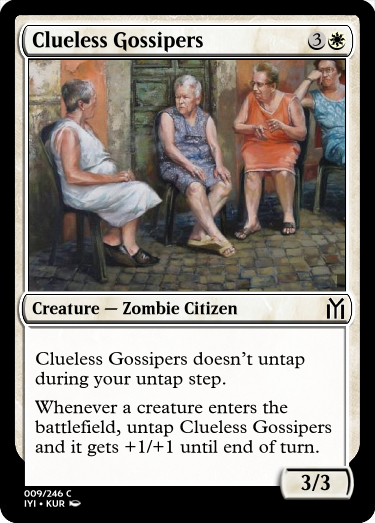 Clueless Gossipers 3
Creature — Zombie Citizen
Clueless Gossipers doesn't untap
during your untap step.
Whenever a creature enters the
battlefield, untap Clueless Gossipers
and it gets +1/+1 until end of turn.
3/3
009/246 C
IYI • KUR